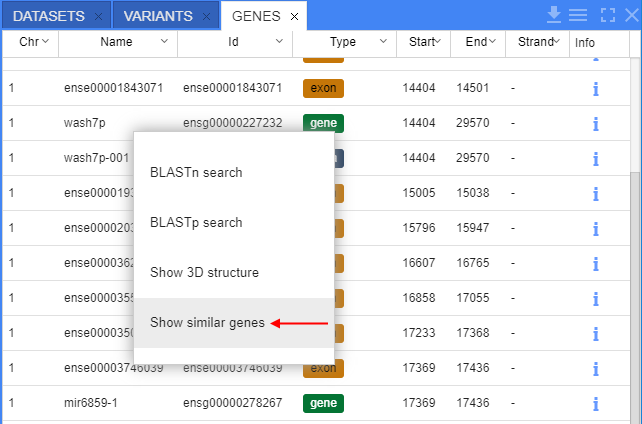 DATASETS × VARIANTS × GENES ×
Chr Name Id Type Start End Strand Info
1 ense00001843071 ense00001843071 exon 14404 14501 - i
1 wash7p ensg00000227232 gene 14404 29570 - i
1 wash7p-001 14404 29570 - i
1 ense000019 15005 15038 - i
1 ense0000203 15796 15947 - i
1 ense0000362 16607 16765 - i
1 ense0000355 16858 17055 - i
1 ense0000350 17233 17368 - i
1 ense00003746039 ense00003746039 exon 17369 17436 - i
1 mir6859-1 ensg00000278267 gene 17369 17436 - i
BLASTn search
BLASTp search
Show 3D structure
Show similar genes